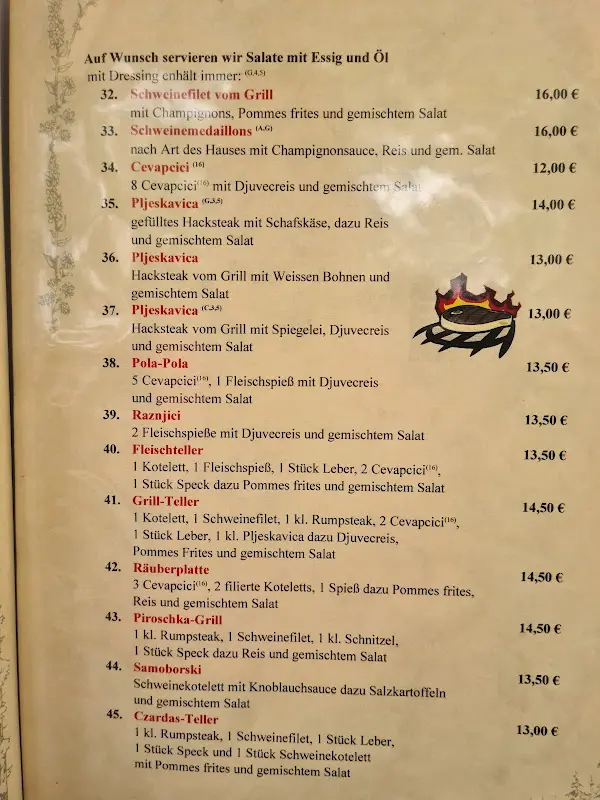 Auf Wunsch servieren wir Salate mit Essig und Öl
mit Dressing enhält immer: (G,4,5)
32. Schweinefilet vom Grill 16,00 €
mit Champignons, Pommes frites und gemischtem Salat
33. Schweinemedaillons (A,G) 16,00 €
nach Art des Hauses mit Champignonsauce, Reis und gem. Salat
34. Cevapcici (16) 12,00 €
8 Cevapcici(16) mit Djuvecreis und gemischtem Salat
35. Pljeskavica (G,3,5) 14,00 €
gefülltes Hacksteak mit Schafskäse, dazu Reis
und gemischtem Salat
36. Pljeskavica 13,00 €
Hacksteak vom Grill mit Weissen Bohnen und
gemischtem Salat
37. Pljeskavica (C,3,5) 13,00 €
Hacksteak vom Grill mit Spiegelei, Djuvecreis
und gemischtem Salat
38. Pola-Pola 13,50 €
5 Cevapcici(16), 1 Fleischspieß mit Djuvecreis
und gemischtem Salat
39. Raznjici 13,50 €
2 Fleischspieße mit Djuvecreis und gemischtem Salat
40. Fleischteller 13,50 €
1 Kotelett, 1 Fleischspieß, 1 Stück Leber, 2 Cevapcici(16),
1 Stück Speck dazu Pommes frites und gemischtem Salat
41. Grill-Teller 14,50 €
1 Kotelett, 1 Schweinefilet, 1 kl. Rumpsteak, 2 Cevapcici(16),
1 Stück Leber, 1 kl. Pljeskavica dazu Djuvecreis,
Pommes Frites und gemischtem Salat
42. Räuberplatte 14,50 €
3 Cevapcici(16), 2 filierte Koteletts, 1 Spieß dazu Pommes frites,
Reis und gemischtem Salat
43. Piroschka-Grill 14,50 €
1 kl. Rumpsteak, 1 Schweinefilet, 1 kl. Schnitzel,
1 Stück Speck dazu Reis und gemischtem Salat
44. Samoborski 13,50 €
Schweinekotelett mit Knoblauchsauce dazu Salzkartoffeln
und gemischtem Salat
45. Czardas-Teller 13,00 €
1 kl. Rumpsteak, 1 Schweinefilet, 1 Stück Leber,
1 Stück Speck und 1 Stück Schweinekotelett
mit Pommes frites und gemischtem Salat